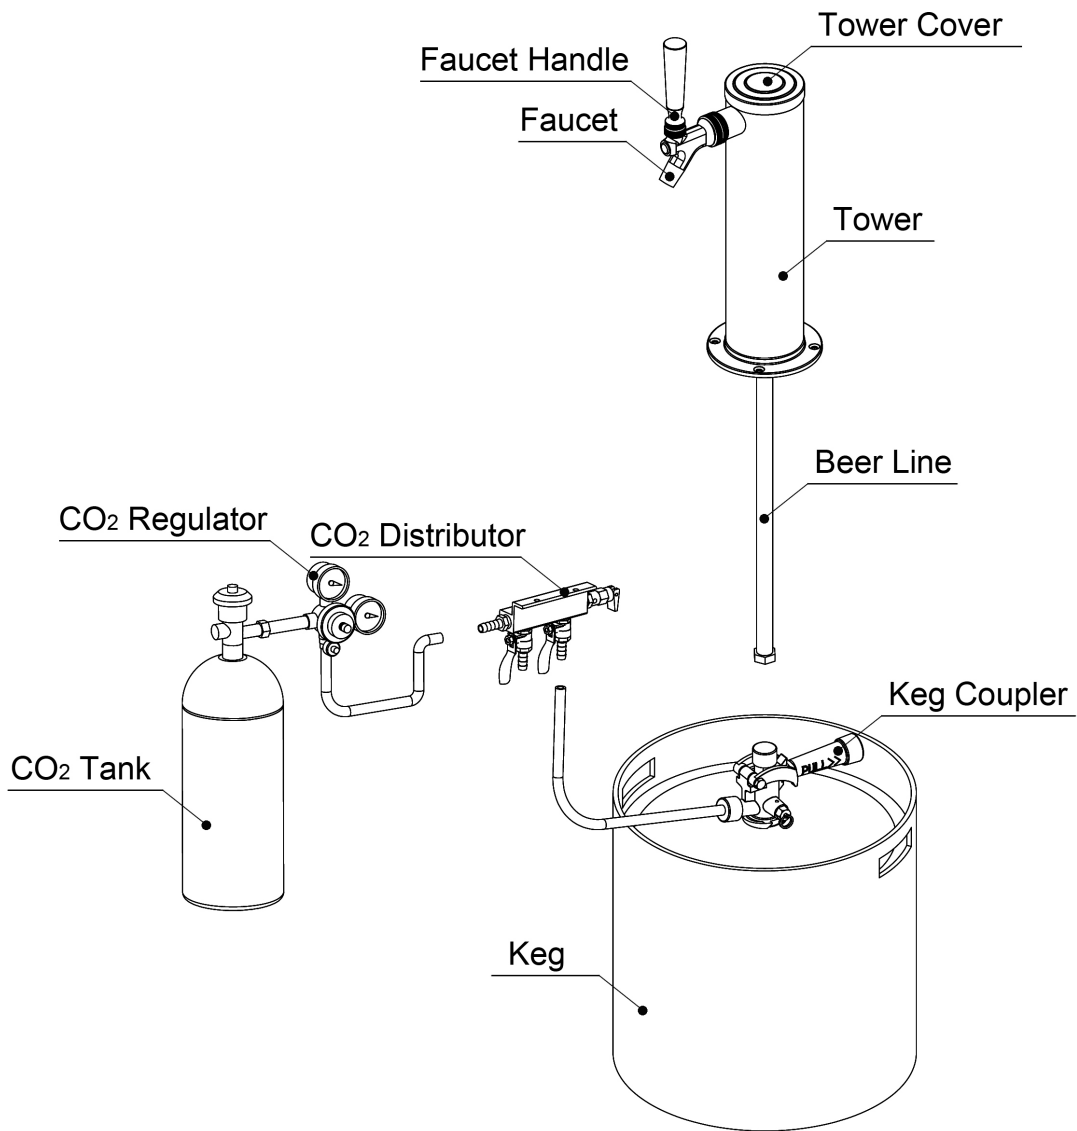 Tower Cover
Faucet Handle
Faucet
Tower
Beer Line
CO₂ Regulator
CO₂ Distributor
Keg Coupler
PULL>>
CO₂ Tank
Keg